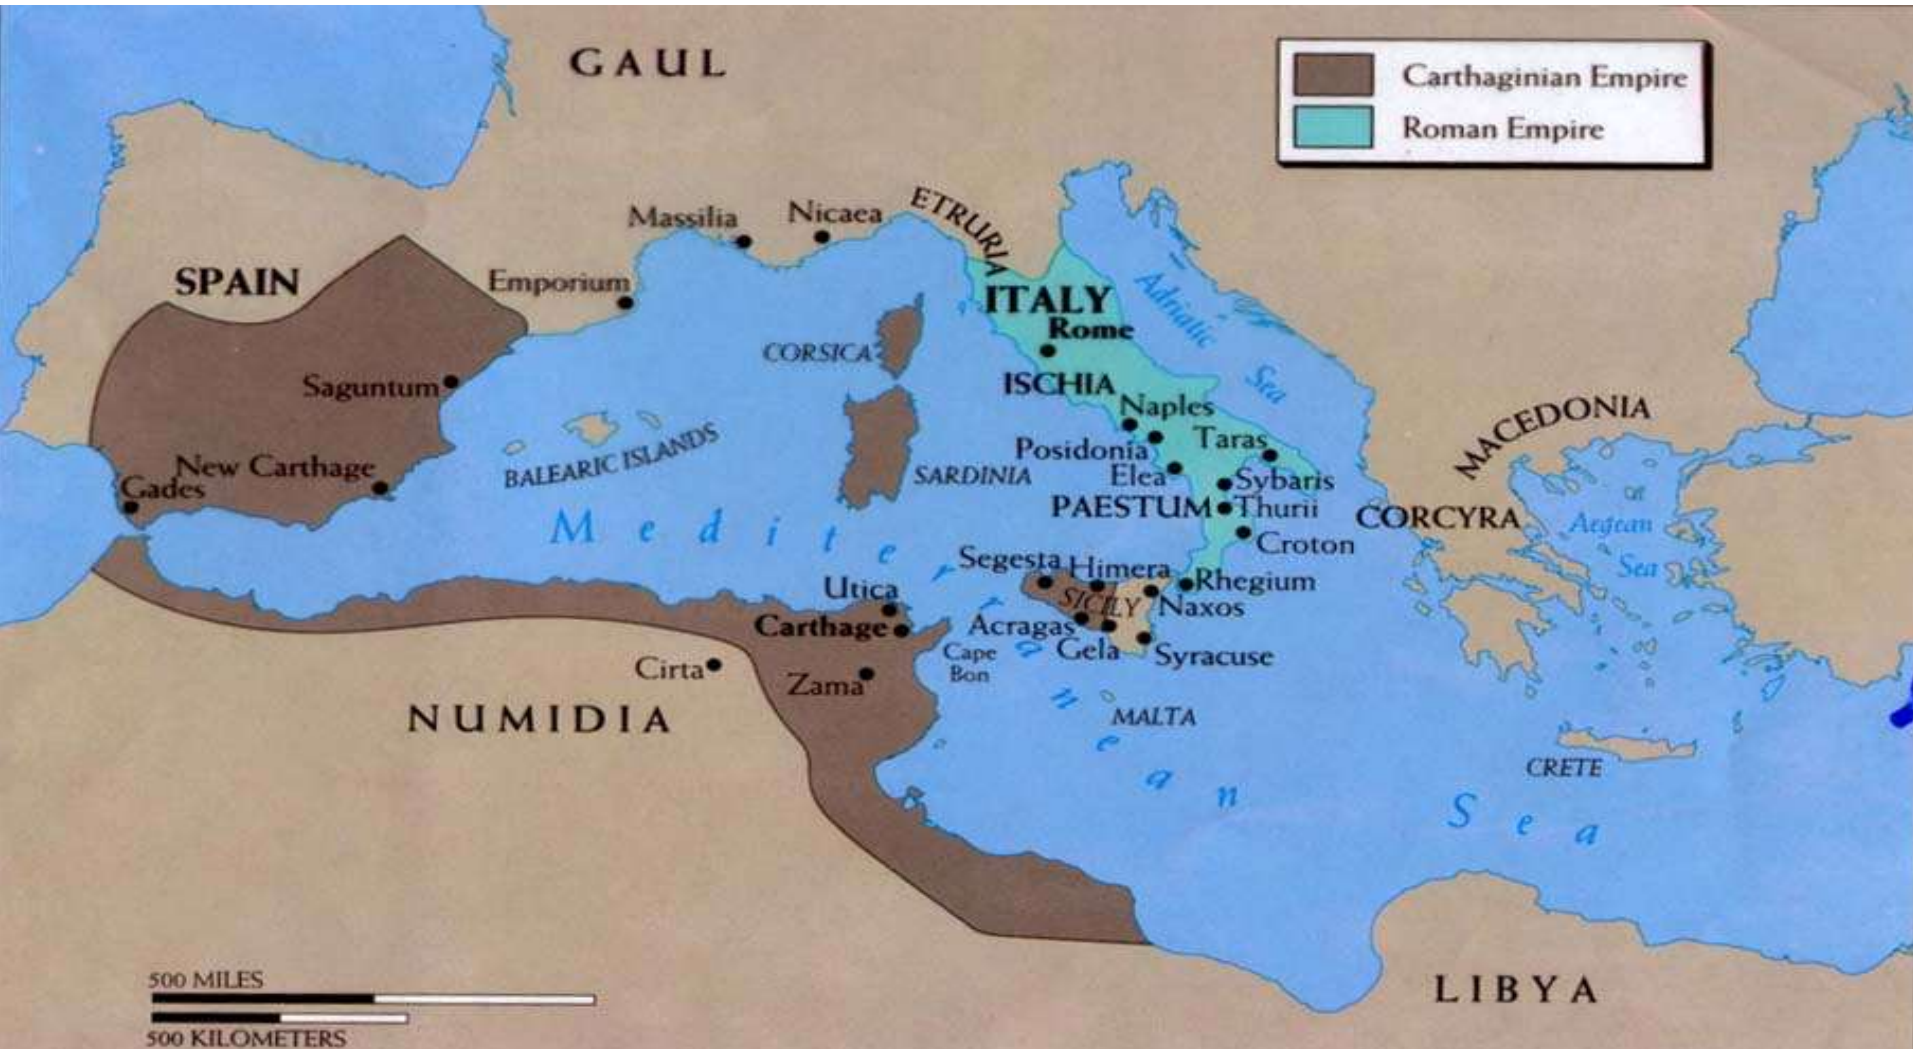 GAUL
Carthaginian Empire
Roman Empire
ETRURIA
Massilia
Nicaea
SPAIN
Emporium
ITALY
Adriatic
Sea
Rome
CORSICA
Saguntum
ISCHIA
Naples
MACEDONIA
BALEARIC ISLANDS
Posidonia
Taras
New Carthage
SARDINIA
Elea
Sybaris
Gades
PAESTUM
Thurii
CORCYRA
Aegean
Sea
Mediterranean
Croton
Segesta
Himera
Rhegium
Utica
SICILY
Naxos
Carthage
Acragas
Gela
Syracuse
Cape
Bon
Cirta
Zama
NUMIDIA
MALTA
CRETE
Sea
LIBYA
500 MILES
500 KILOMETERS